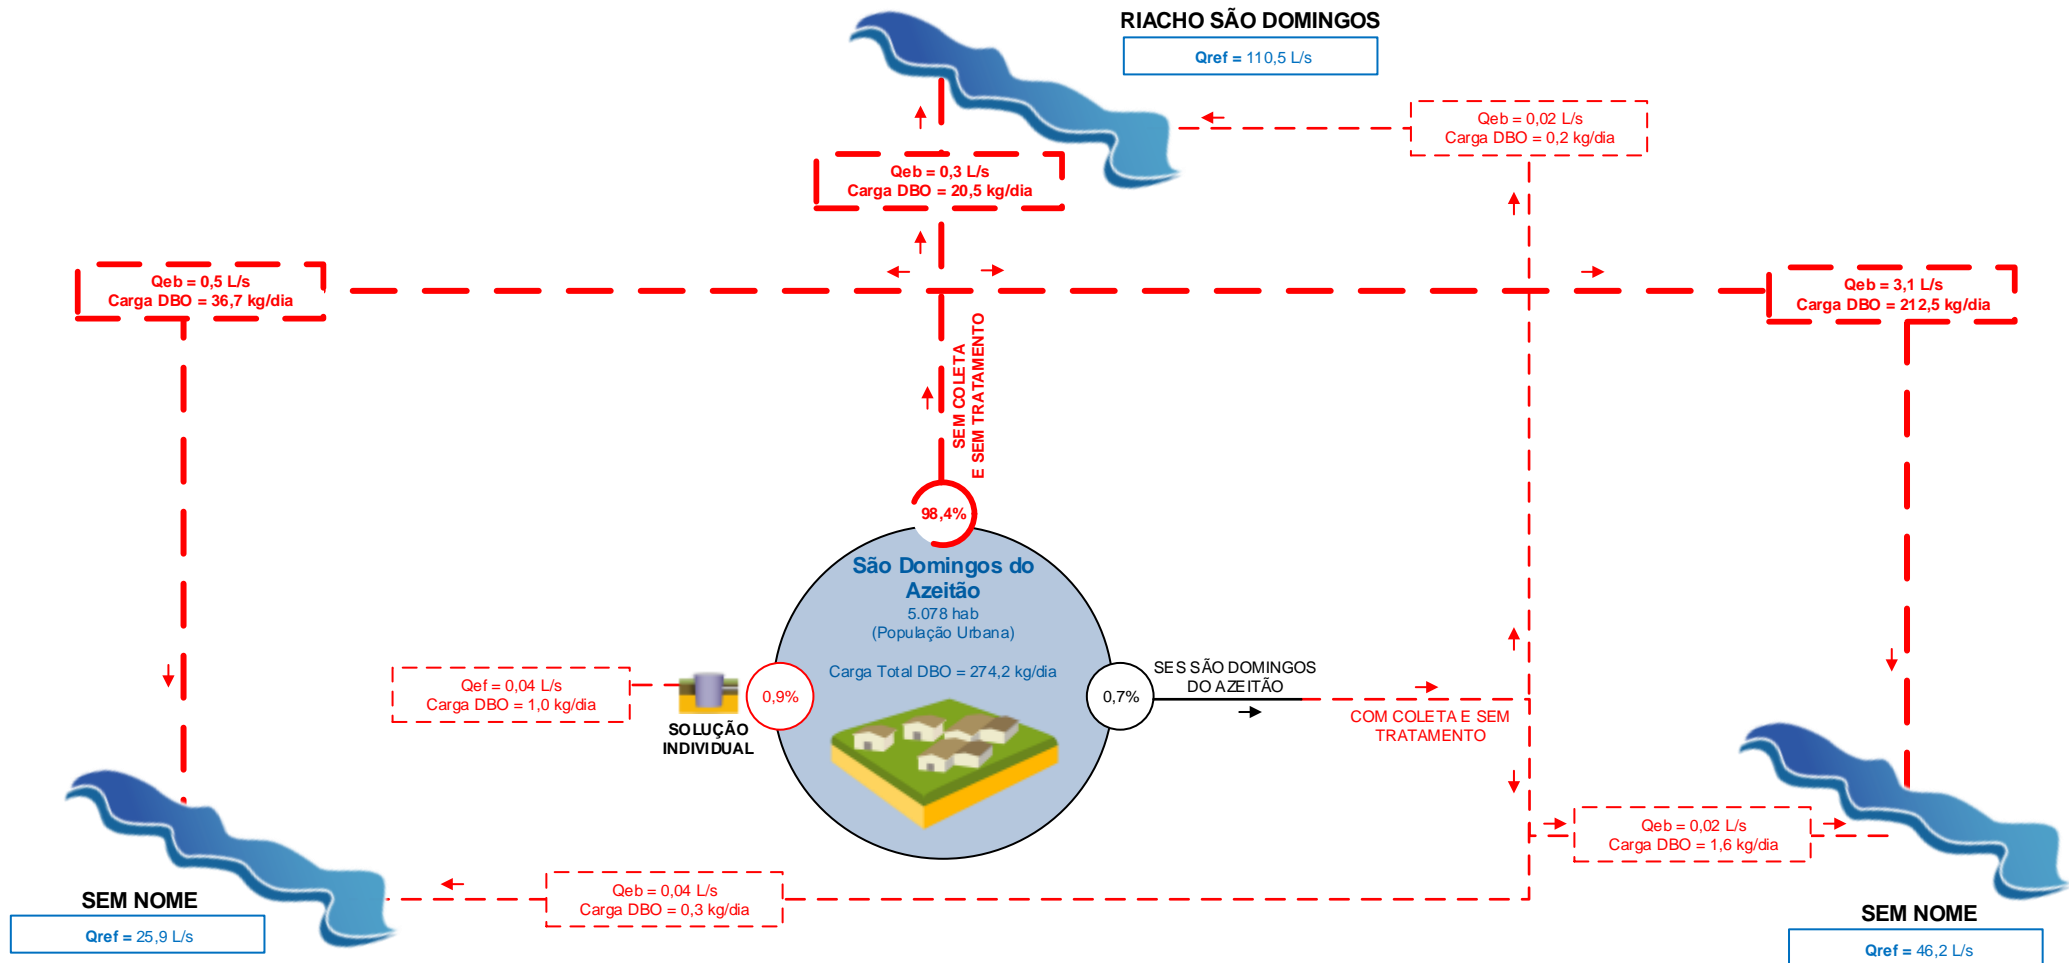 RIACHO SÃO DOMINGOS
Qref = 110,5 L/s
Qeb = 0,02 L/s
Carga DBO = 0,2 kg/dia
Qeb = 0,3 L/s
Carga DBO = 20,5 kg/dia
Qeb = 0,5 L/s
Carga DBO = 36,7 kg/dia
Qeb = 3,1 L/s
Carga DBO = 212,5 kg/dia
SEM COLETA
E SEM TRATAMENTO
98,4%
São Domingos do
Azeitão
5.078 hab
(População Urbana)
Carga Total DBO = 274,2 kg/dia
Qef = 0,04 L/s
Carga DBO = 1,0 kg/dia
SOLUÇÃO
INDIVIDUAL
0,9%
0,7%
SES SÃO DOMINGOS
DO AZEITÃO
COM COLETA E SEM
TRATAMENTO
Qeb = 0,02 L/s
Carga DBO = 1,6 kg/dia
Qeb = 0,04 L/s
Carga DBO = 0,3 kg/dia
SEM NOME
Qref = 25,9 L/s
SEM NOME
Qref = 46,2 L/s